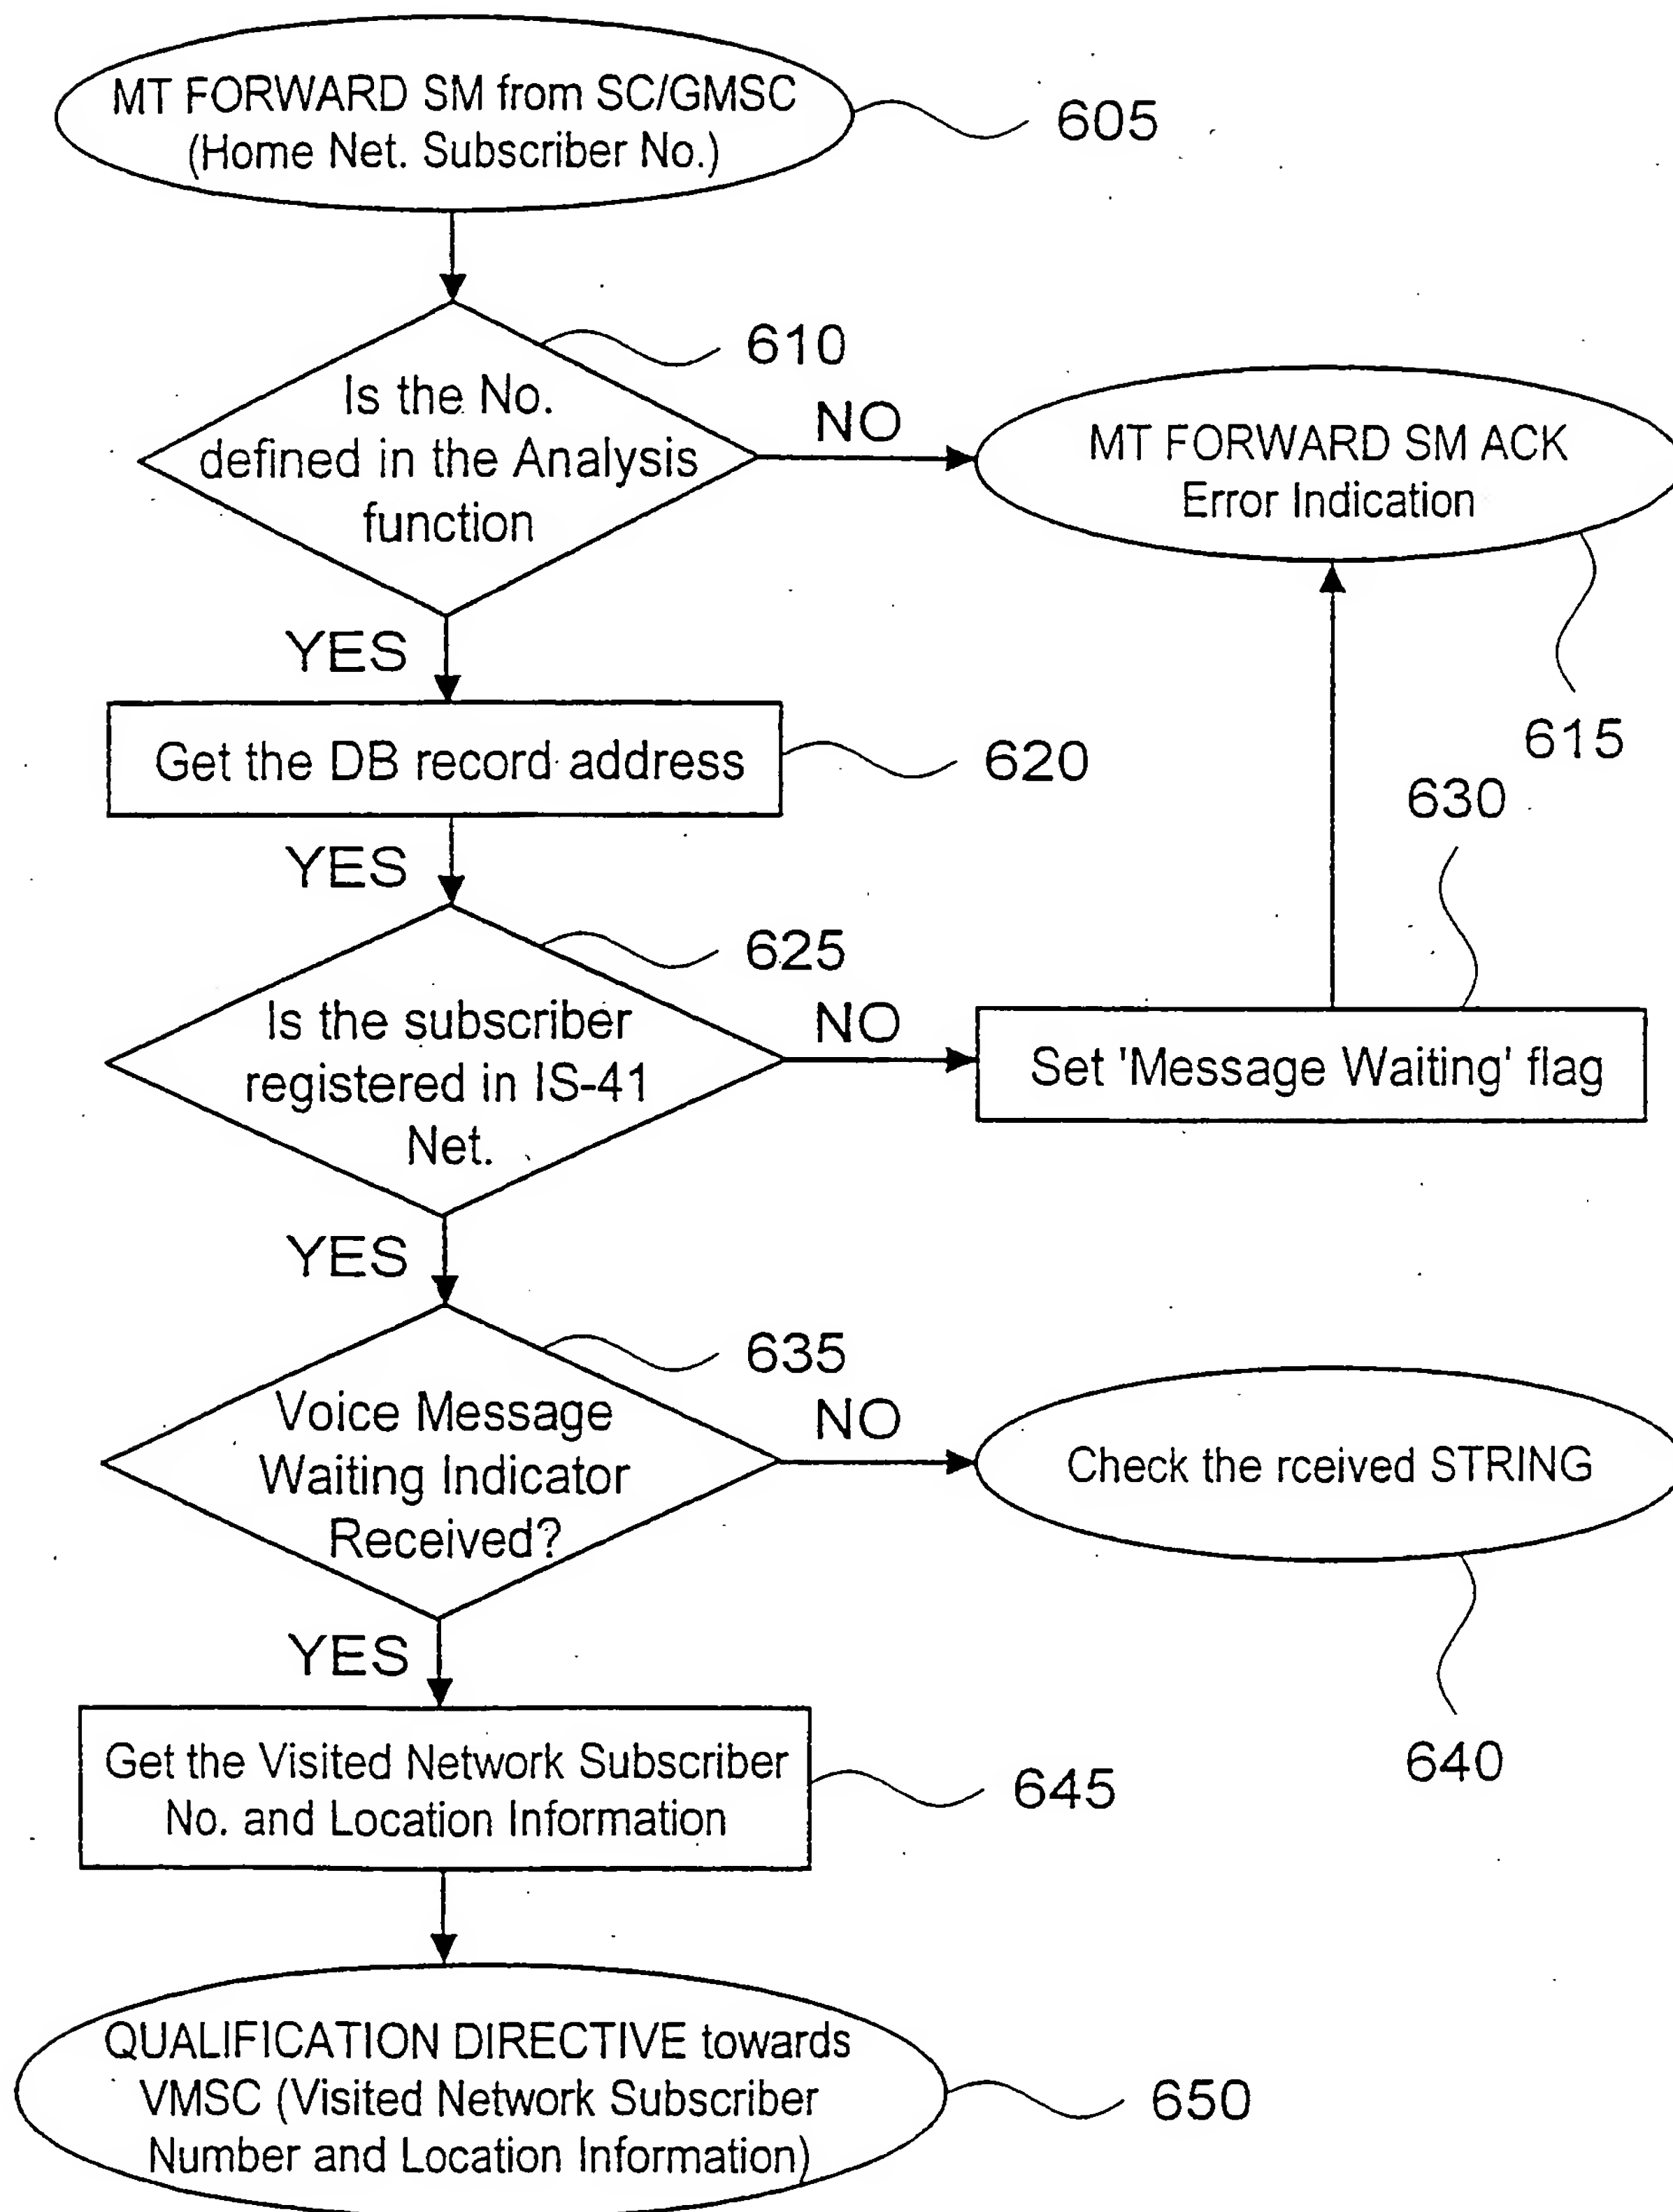 MT FORWARD SM from SC/GMSC
(Home Net. Subscriber No.)
605
610
Is the No.
defined in the Analysis
function
NO
MT FORWARD SM ACK
Error Indication
615
YES
Get the DB record address
620
630
YES
625
Is the subscriber
registered in IS-41
Net.
NO
Set 'Message Waiting' flag
YES
635
Voice Message
Waiting Indicator
Received?
NO
Check the rceived STRING
640
YES
Get the Visited Network Subscriber
No. and Location Information
645
QUALIFICATION DIRECTIVE towards
VMSC (Visited Network Subscriber
Number and Location Information)
650